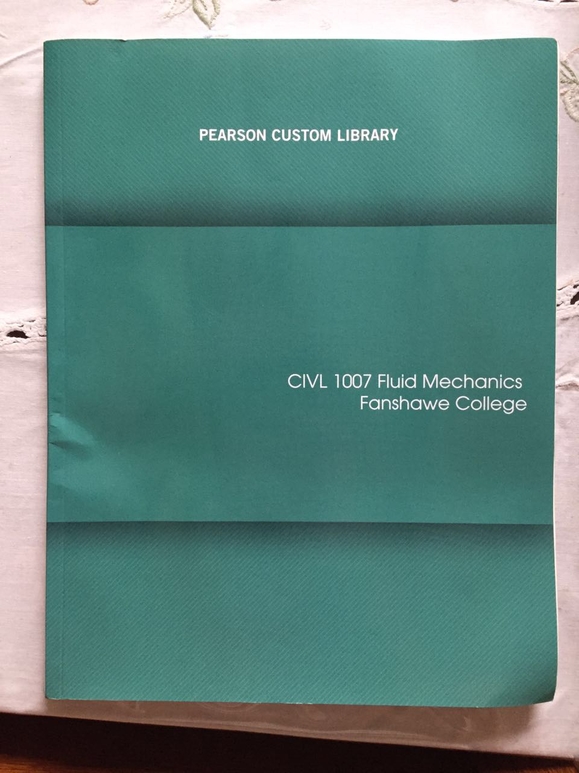 PEARSON CUSTOM LIBRARY
CIVL 1007 Fluid Mechanics
Fanshawe College